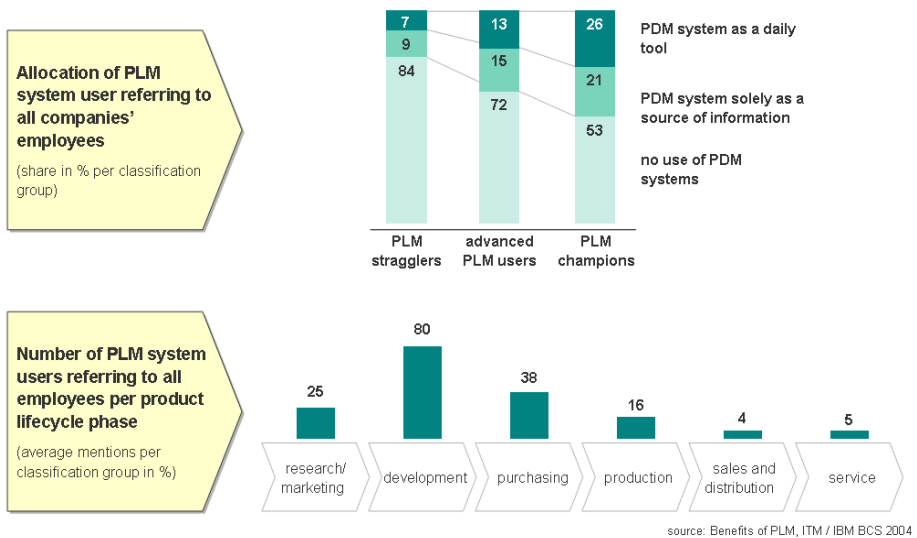 Allocation of PLM
system user referring to
all companies’
employees
(share in % per classification
group)
7
13
26
9
15
21
84
72
53
PDM system as a daily
tool
PDM system solely as a
source of information
no use of PDM
systems
PLM
stragglers
advanced
PLM users
PLM
champions
Number of PLM system
users referring to all
employees per product
lifecycle phase
(average mentions per
classification group in %)
25
80
38
16
4
5
research/
marketing
development
purchasing
production
sales and
distribution
service
source: Benefits of PLM, ITM / IBM BCS 2004